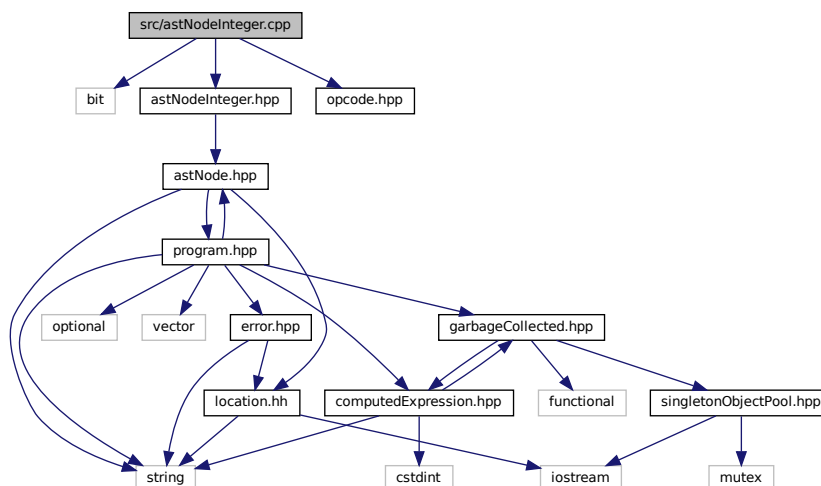 src/astNodeInteger.cpp
bit
astNodeInteger.hpp
opcode.hpp
astNode.hpp
program.hpp
optional
vector
error.hpp
garbageCollected.hpp
location.hh
computedExpression.hpp
functional
singletonObjectPool.hpp
string
cstdint
iostream
mutex